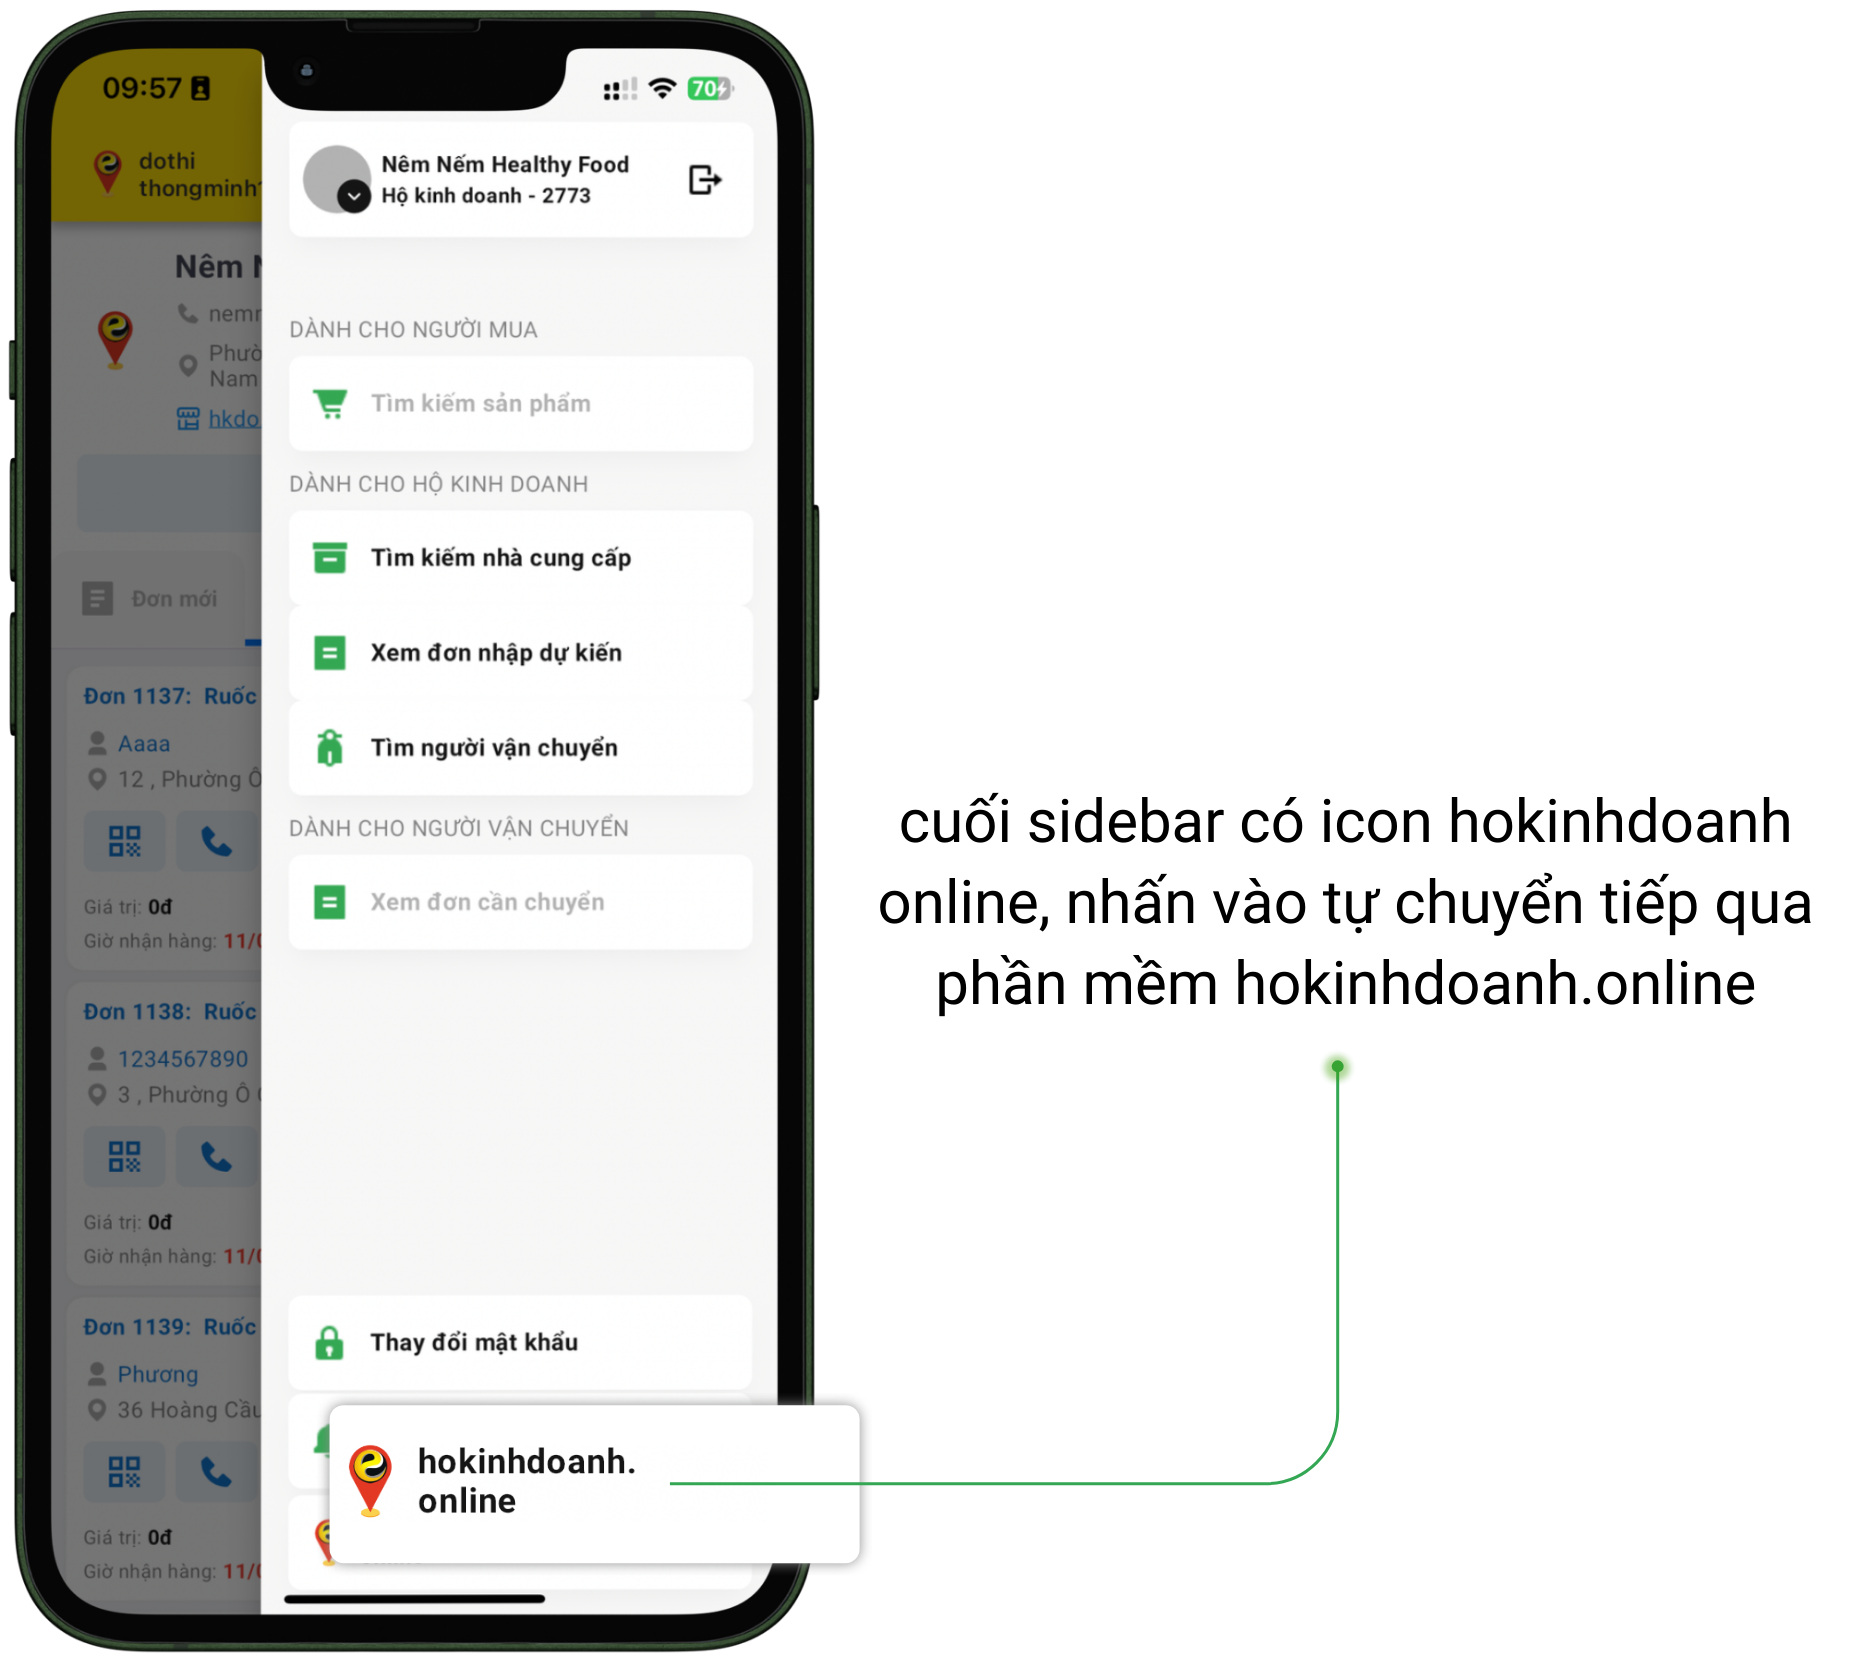 09:57
70
dothi
thongminh
Nêm Nếm Healthy Food
Hộ kinh doanh - 2773
Nêm
hkdo
Nam
DÀNH CHO NGƯỜI MUA
Tìm kiếm sản phẩm
DÀNH CHO HỘ KINH DOANH
Tìm kiếm nhà cung cấp
Xem đơn nhập dự kiến
Tìm người vận chuyển
DÀNH CHO NGƯỜI VẬN CHUYỂN
Xem đơn cần chuyển
Đơn mới
Đơn 1137: Ruốc
Aaaa
12 , Phường Ô
Giá trị: 0đ
Giờ nhận hàng: 11/
Đơn 1138: Ruốc
1234567890
3 , Phường Ô
Giá trị: 0đ
Giờ nhận hàng: 11/
Đơn 1139: Ruốc
Phương
36 Hoàng Cầu
Giá trị: 0đ
Giờ nhận hàng: 11/
Thay đổi mật khẩu
hokinhdoanh.
online
cuối sidebar có icon hokinhdoanh
online, nhấn vào tự chuyển tiếp qua
phần mềm hokinhdoanh.online